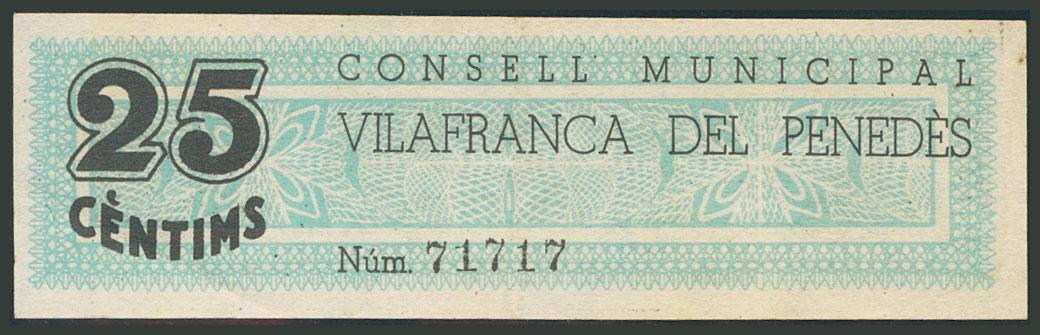 25
CÈNTIMS
CONSELL MUNICIPAL
VILAFRANCA DEL PENEDÈS
Núm. 71717